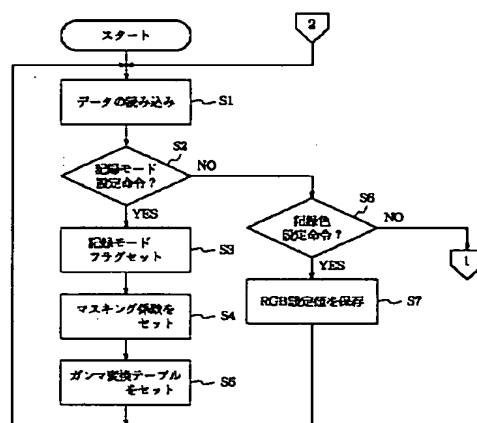 スタート
2
データの読み込み
S1
S2
記録モード
設定命令？
NO
YES
S6
記録色
設定命令？
NO
1
YES
記録モード
フラグセット
S3
RGB設定値を保存
S7
マスキング係数を
セット
S4
ガンマ変換テーブル
をセット
S5